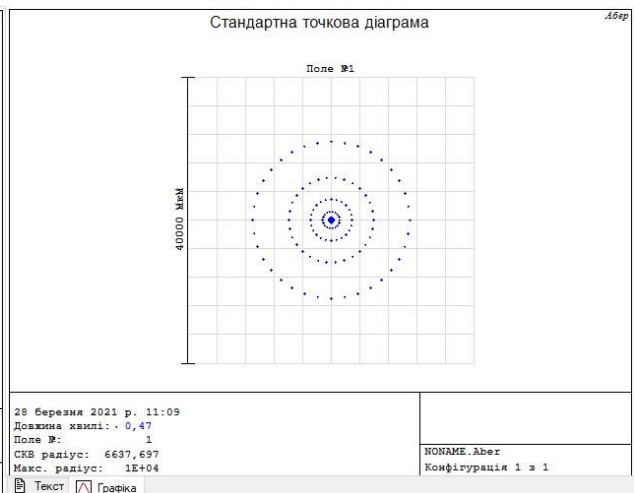 Стандартна точкова діаграма
Абер
Поле №1
40000 МкМ
28 березня 2021 р. 11:09
Довжина хвилі: · 0,47
Поле №: 1
СКВ радіус: 6637,697
Макс. радіус: 1E+04
NONAME.Aber
Конфігурація 1 з 1
Текст
Графіка